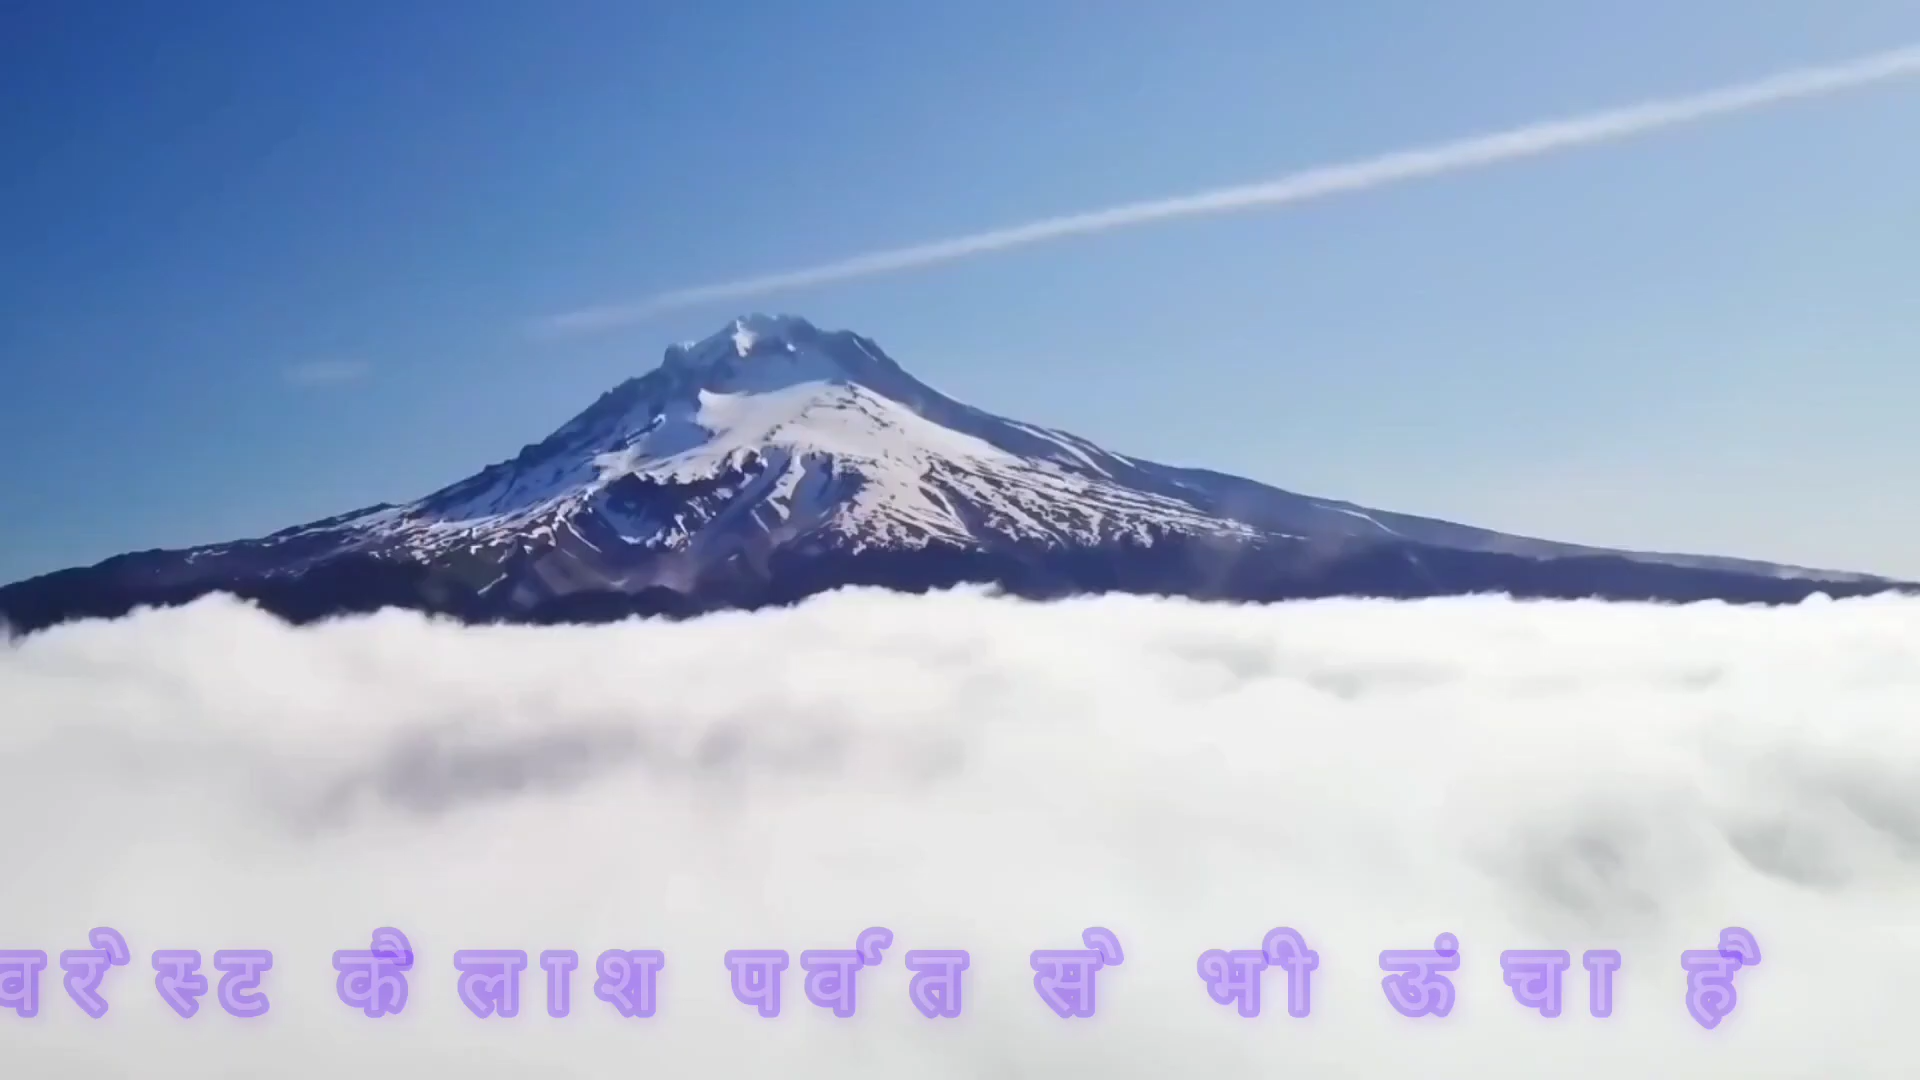 वरेस्ट कैलाश पर्वत से भी ऊंचा है